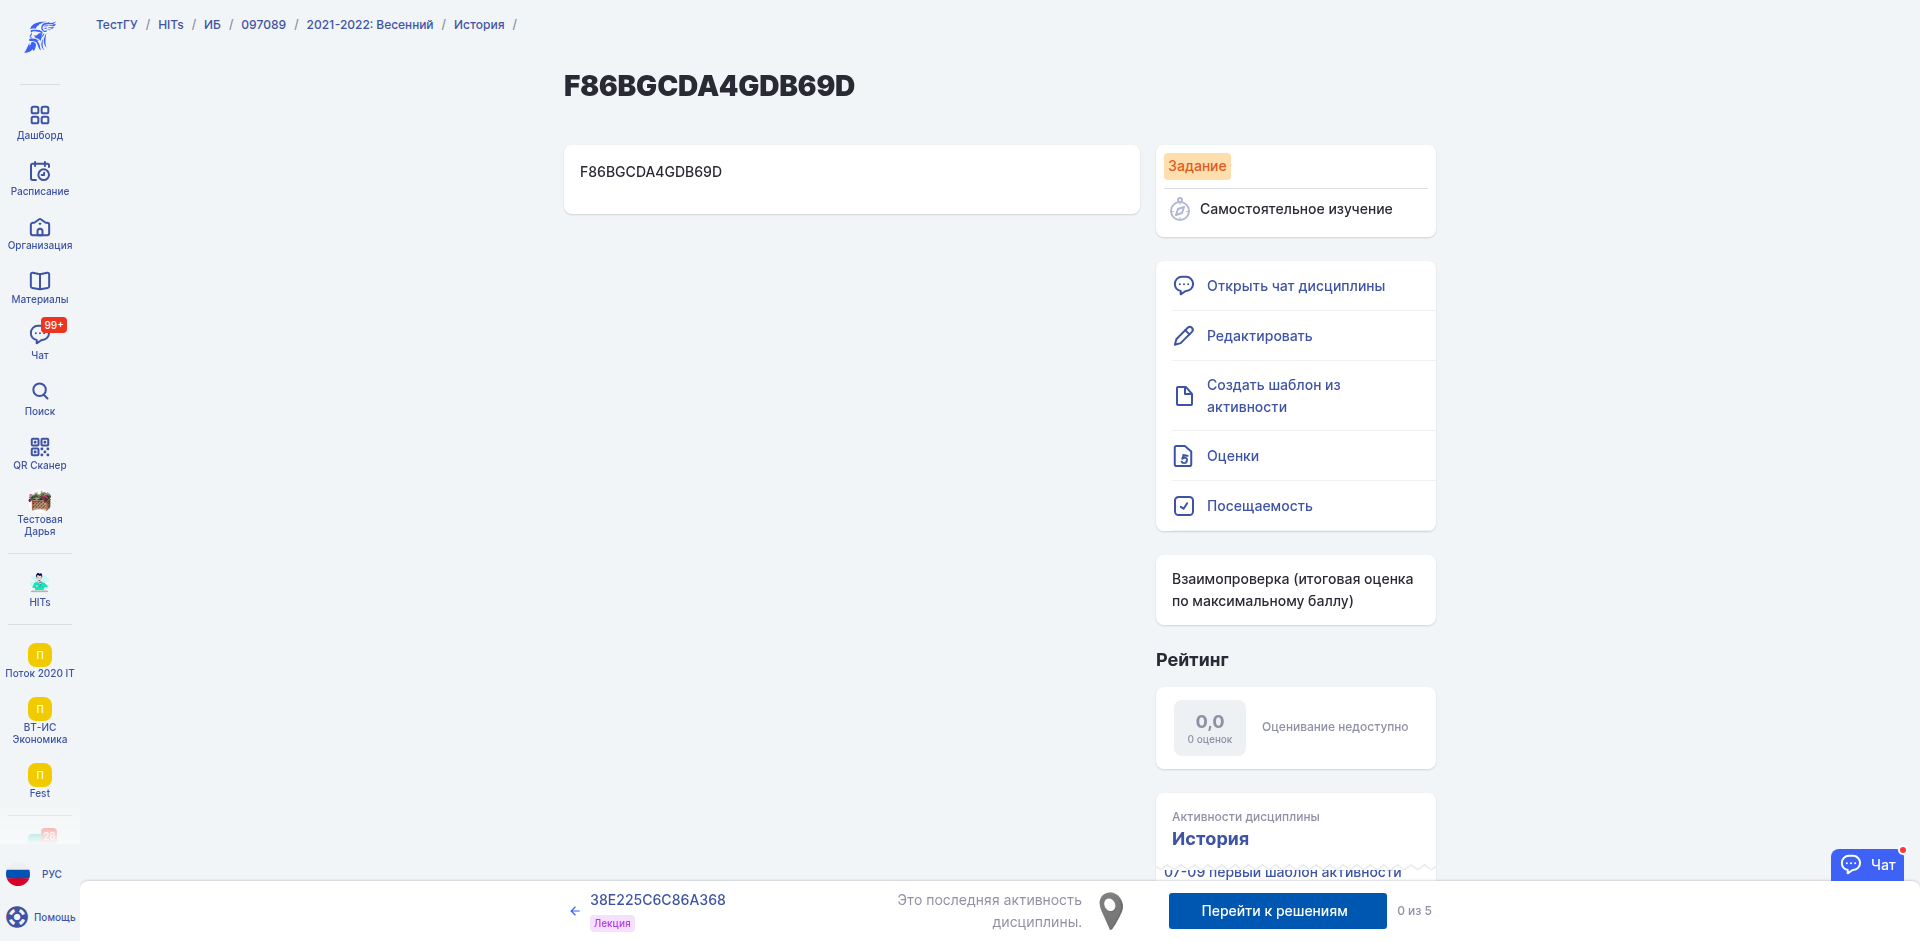 ТестГУ / HITs / ИБ / 097089 / 2021-2022: Весенний / История /
Дашборд
Расписание
Организация
Материалы
99+
Чат
Поиск
QR Сканер
Тестовая
Дарья
HITs
П
Поток 2020 IT
П
ВТ-ИС
Экономика
П
Fest
28
РУС
Помощь
F86BGCDA4GDB69D
F86BGCDA4GDB69D
Задание
Самостоятельное изучение
Открыть чат дисциплины
Редактировать
Создать шаблон из
активности
5
Оценки
Посещаемость
Взаимопроверка (итоговая оценка
по максимальному баллу)
Рейтинг
0,0
0 оценок
Оценивание недоступно
Активности дисциплины
История
07-09 первый шаблон активности
Чат
38E225C6C86A368
Лекция
Это последняя активность
дисциплины.
Перейти к решениям
0 из 5